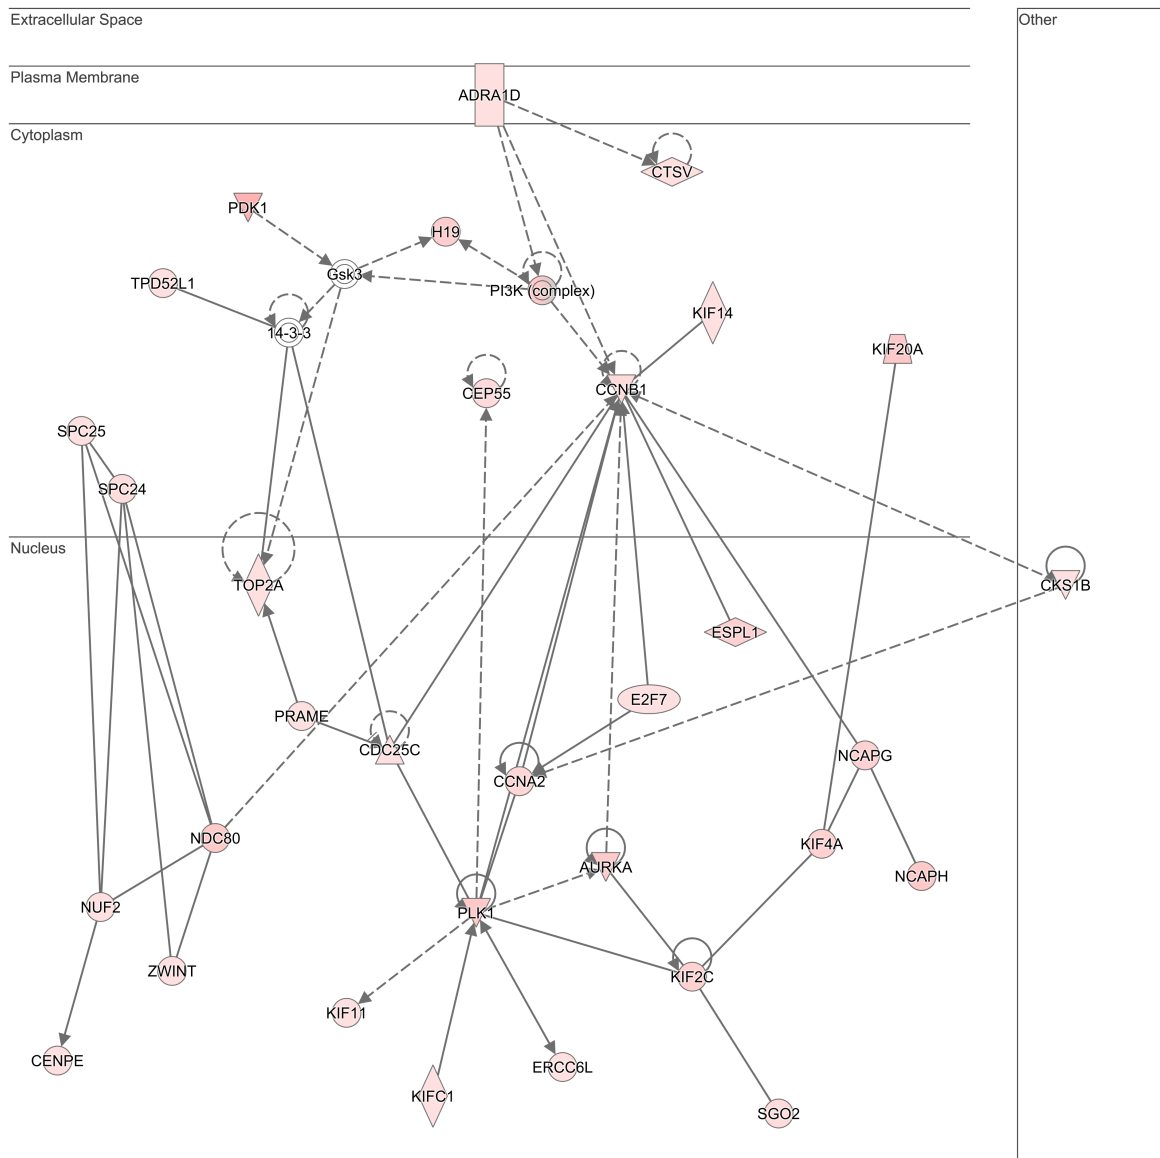 Extracellular Space
Other
Plasma Membrane
ADRA1D
Cytoplasm
CTSV
PDK1
H19
Gsk3
TPD52L1
PI3K (complex)
KIF14
14-3-3
KIF20A
CCNB1
CEP55
SPC25
SPC24
Nucleus
TOP2A
CKS1B
ESPL1
E2F7
PRAME
CDC25C
NCAPG
CCNA2
NDC80
KIF4A
AURKA
NCAPH
NUF2
PLK1
ZWINT
KIF2C
KIF11
CENPE
ERCC6L
KIFC1
SGO2